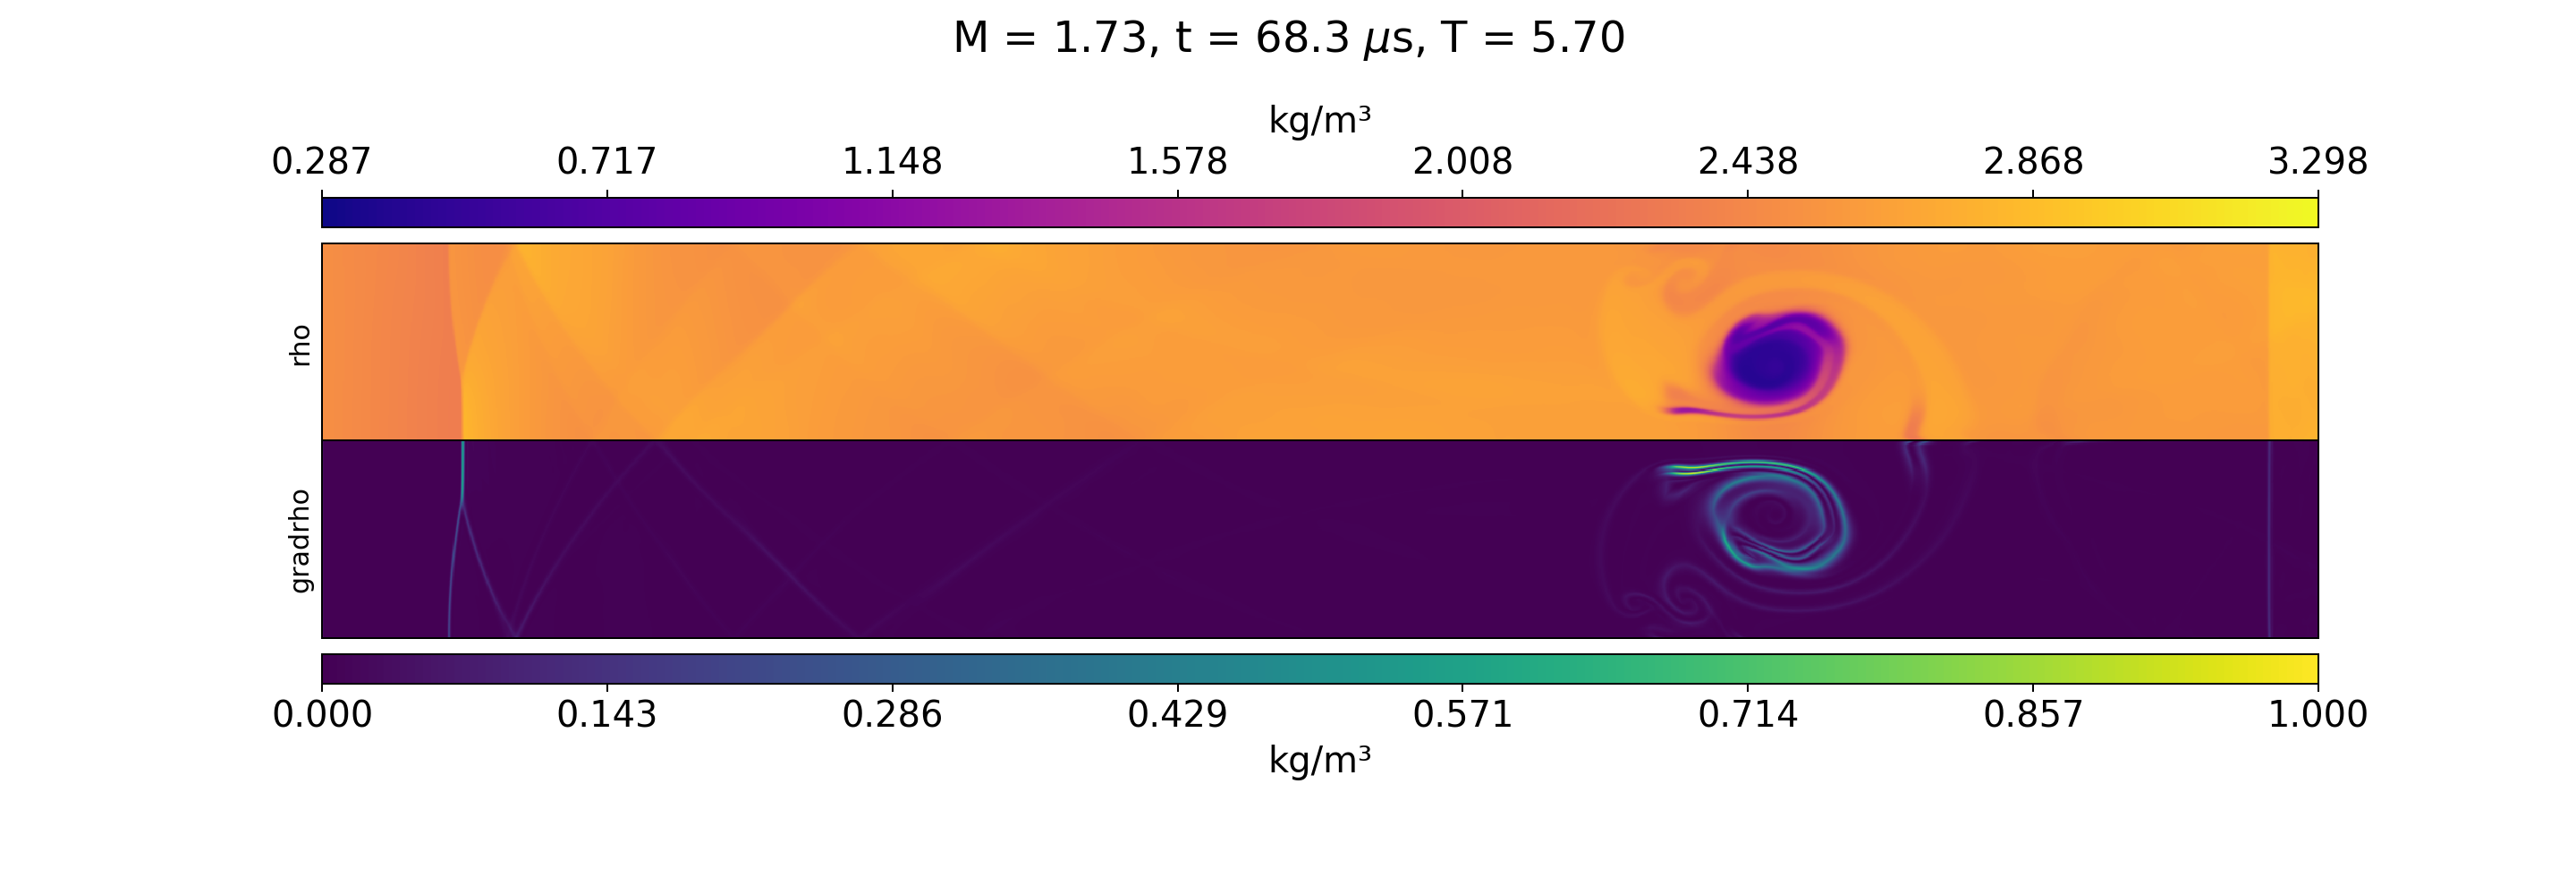 M = 1.73, t = 68.3 μs, T = 5.70
kg/m³
0.287 0.717 1.148 1.578 2.008 2.438 2.868 3.298
rho
gradrho
0.000 0.143 0.286 0.429 0.571 0.714 0.857 1.000
kg/m³